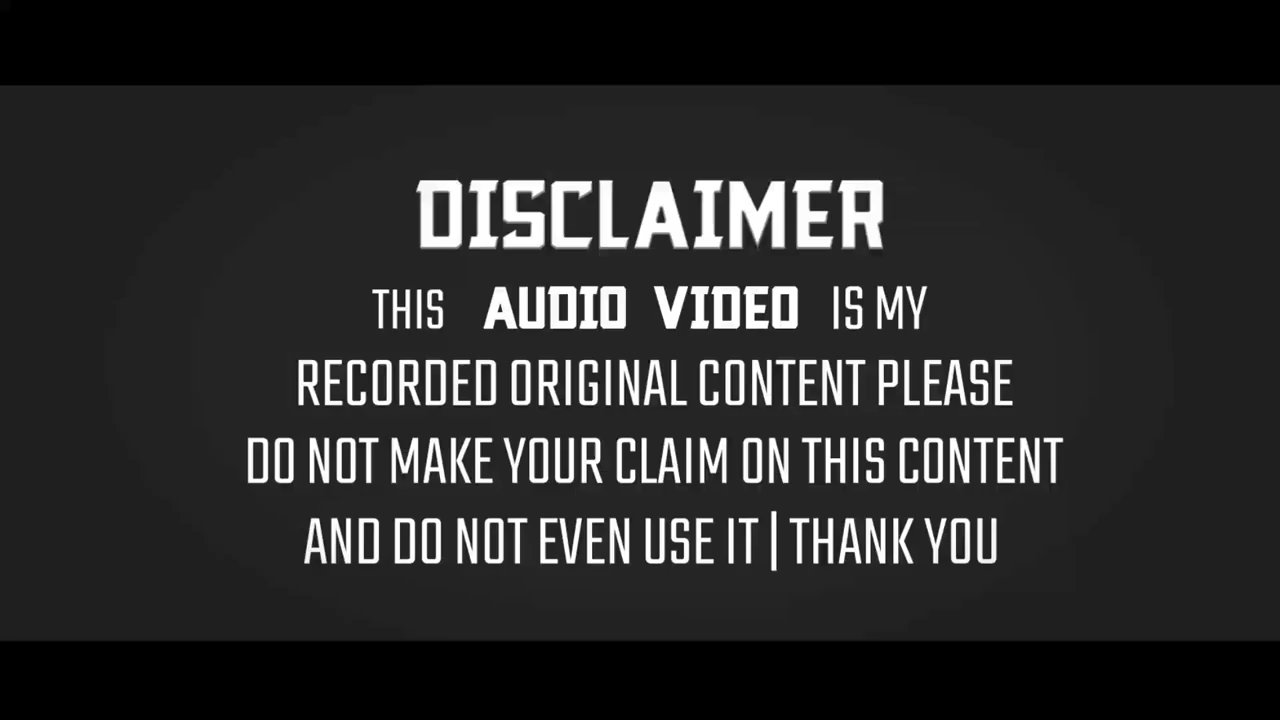 DISCLAIMER
THIS AUDIO VIDEO IS MY
RECORDED ORIGINAL CONTENT PLEASE
DO NOT MAKE YOUR CLAIM ON THIS CONTENT
AND DO NOT EVEN USE IT | THANK YOU